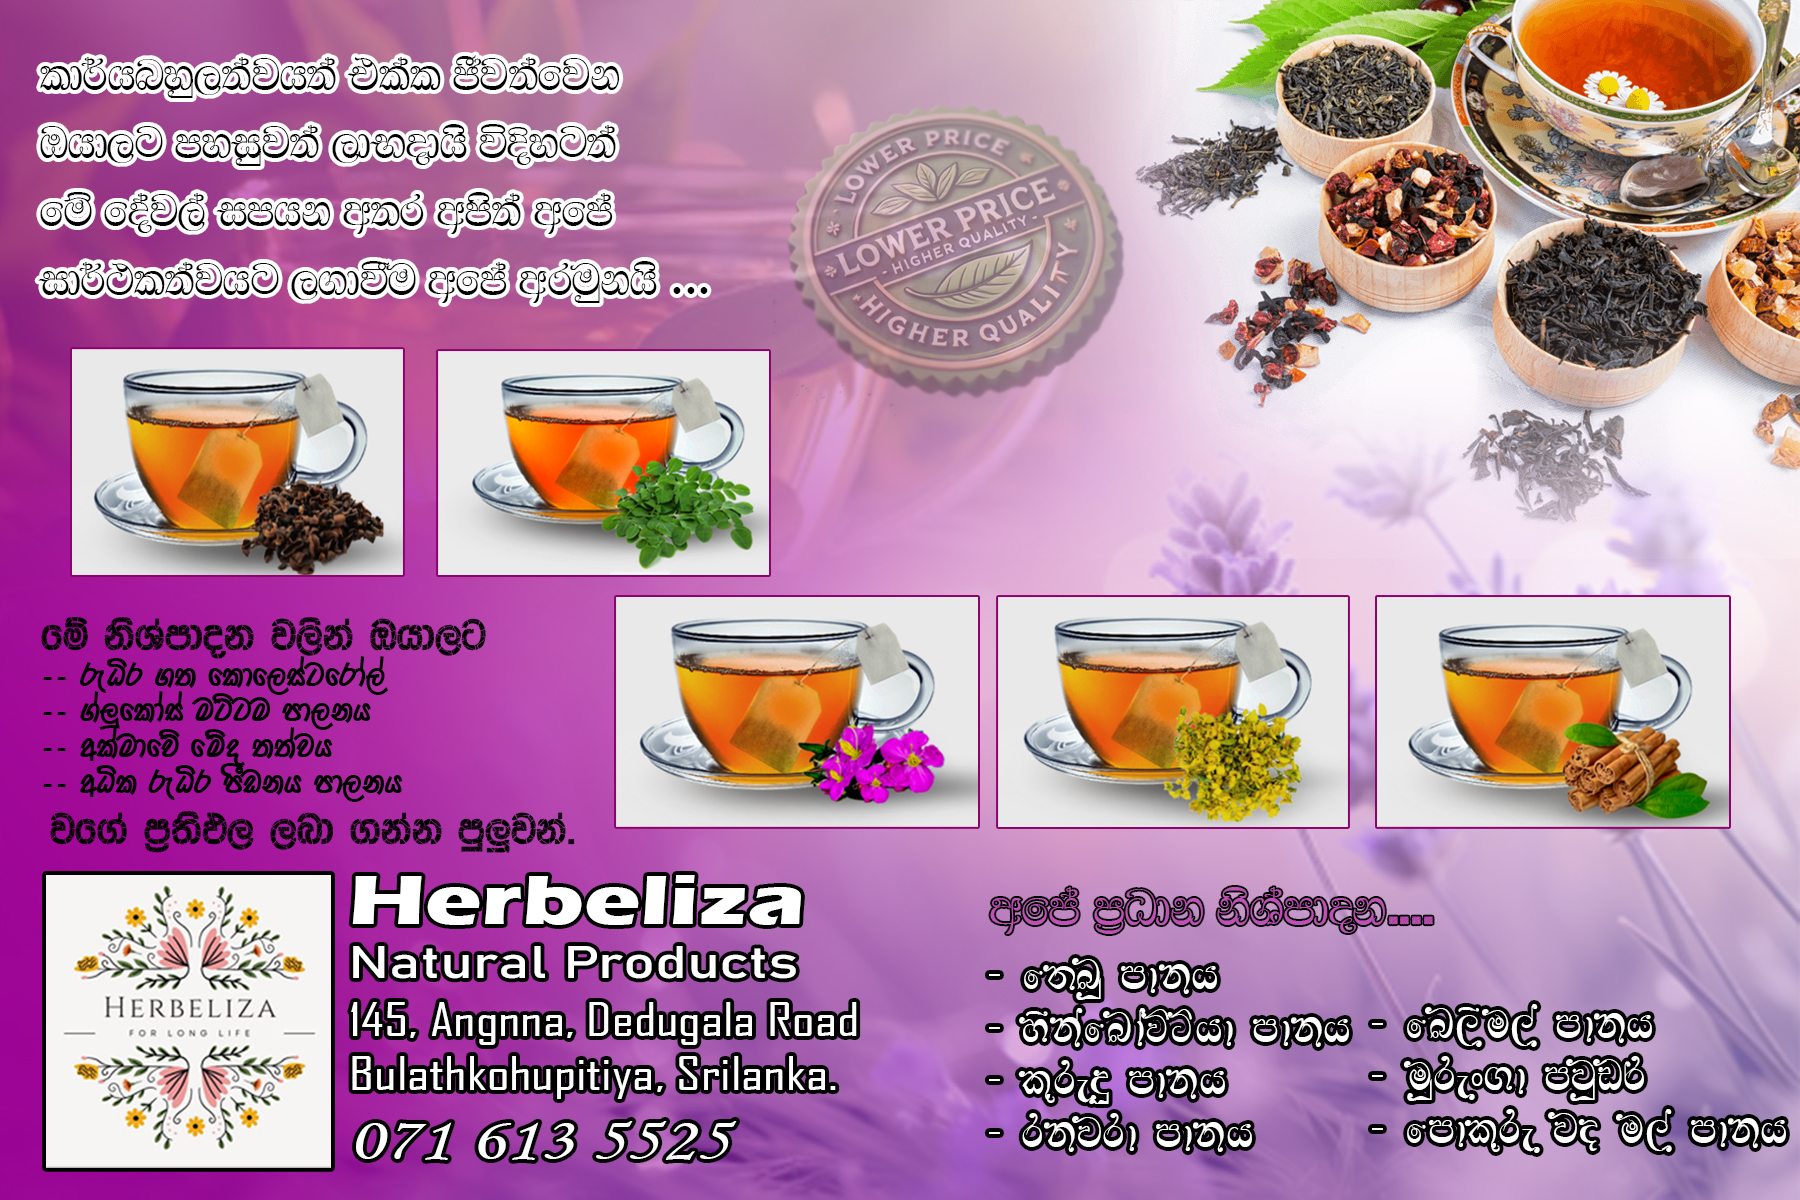 කාර්යබහුලත්වයත් එක්ක ජීවත්වෙන
ඔයාලට පහසුවත් ලාභදායි විදිහටත්
මේ දේවල් සපයන අතර අපිත් අපේ
සාර්ථකත්වයට ලගාවීම අපේ අරමුනයි ...
LOWER PRICE
LOWER PRICE
- HIGHER QUALITY -
HIGHER QUALITY
මේ නිශ්පාදන වලින් ඔයාලට
-- රුධිර ගත කොලෙස්ටරෝල්
-- ග්ලූකෝස් මට්ටම පාලනය
-- අක්මාවේ මේද තත්වය
-- අධික රුධිර පීඩනය පාලනය
වගේ ප්‍රතිඵල ලබා ගන්න පුලුවන්.
HERBELIZA
FOR LONG LIFE
Herbeliza
Natural Products
145, Angnna, Dedugala Road
Bulathkohupitiya, Srilanka.
071 613 5525
අපේ ප්‍රධාන නිශ්පාදන....
- නෙබූ පානය
- හීන්බෝවිටියා පානය
- කුරුදු පානය
- රනවරා පානය
- බෙලිමල් පානය
- මුරුංගා පවුඩර්
- පොකුරු වද මල් පානය